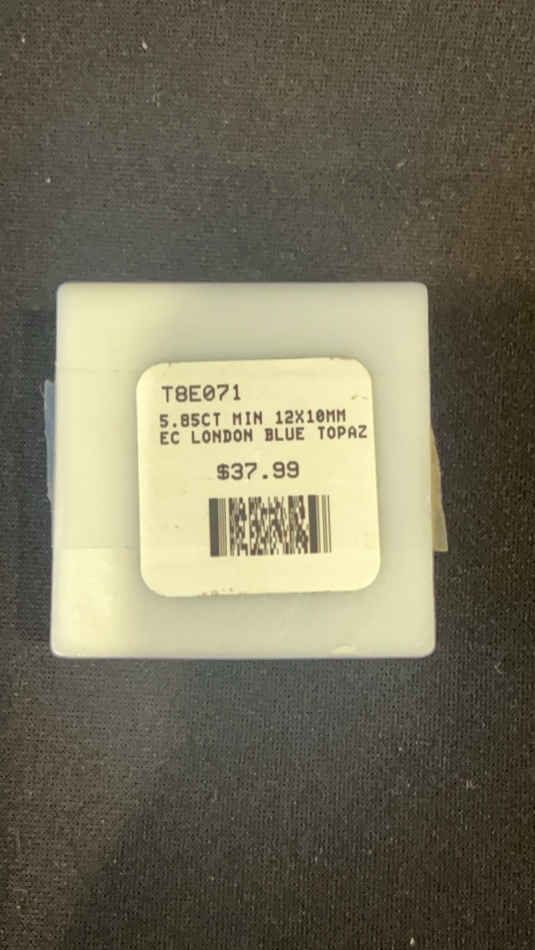 T8E071
5.85CT MIN 12X10MM
EC LONDON BLUE TOPAZ
$37.99